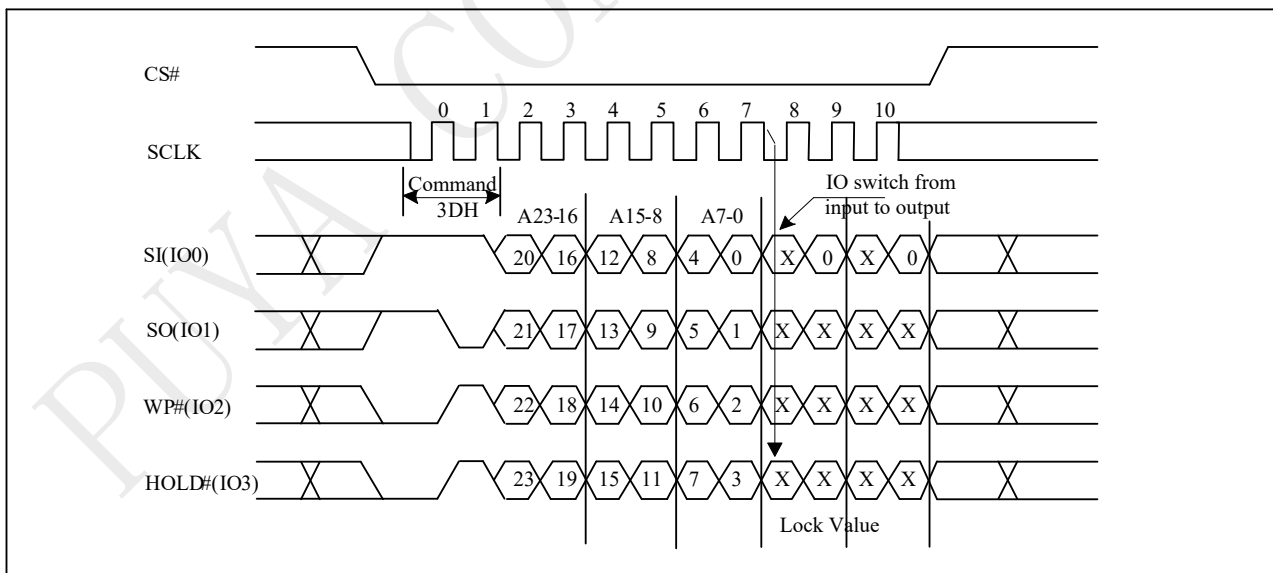 PUYA CON
CS#
0 1 2 3 4 5 6 7 8 9 10
SCLK
Command
3DH
IO switch from
input to output
A23-16 A15-8 A7-0
SI(IO0) 20 16 12 8 4 0 X 0 X 0
SO(IO1) 21 17 13 9 5 1 X X X X
WP#(IO2) 22 18 14 10 6 2 X X X X
HOLD#(IO3) 23 19 15 11 7 3 X X X X
Lock Value